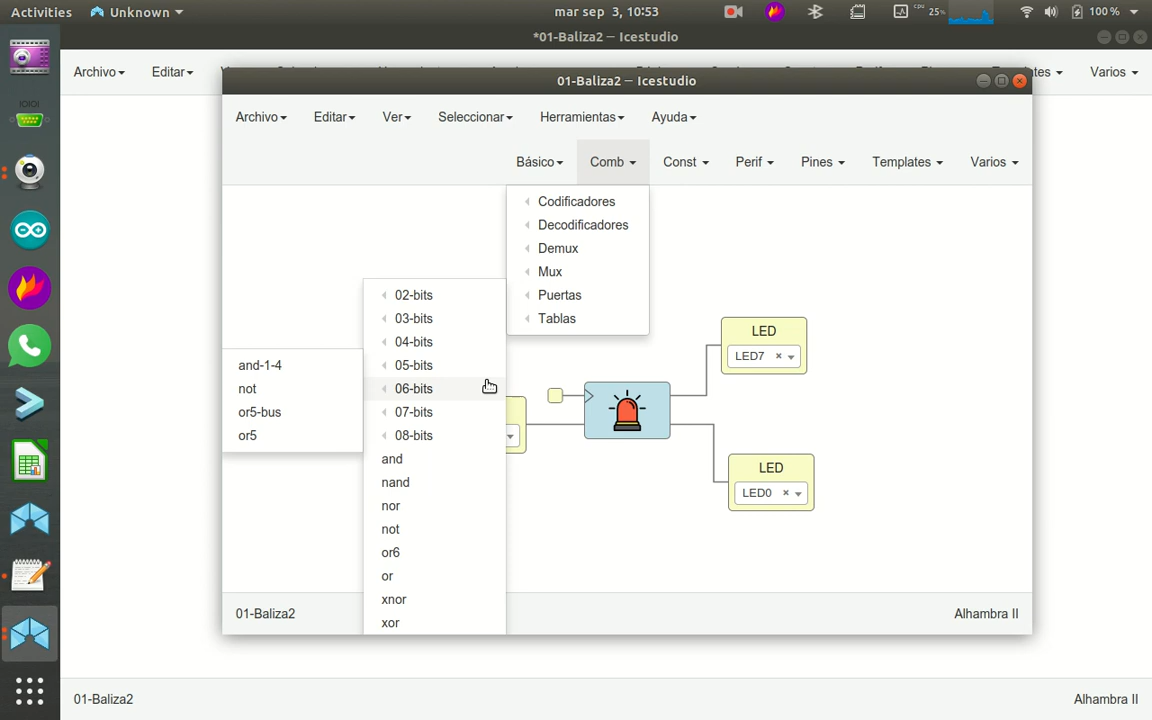 Activities Unknown mar sep 3, 10:53 cpu 25% 100 %
*01-Baliza2 – Icestudio
Archivo Editar Varios
01-Baliza2 – Icestudio
Archivo Editar Ver Seleccionar Herramientas Ayuda
Básico Comb Const Perif Pines Templates Varios
Codificadores
Decodificadores
Demux
Mux
Puertas
Tablas
02-bits
03-bits
04-bits
05-bits
06-bits
07-bits
08-bits
and
nand
nor
not
or6
or
xnor
xor
and-1-4
not
or5-bus
or5
LED
LED7
LED
LED0
01-Baliza2 Alhambra II
01-Baliza2 Alhambra II